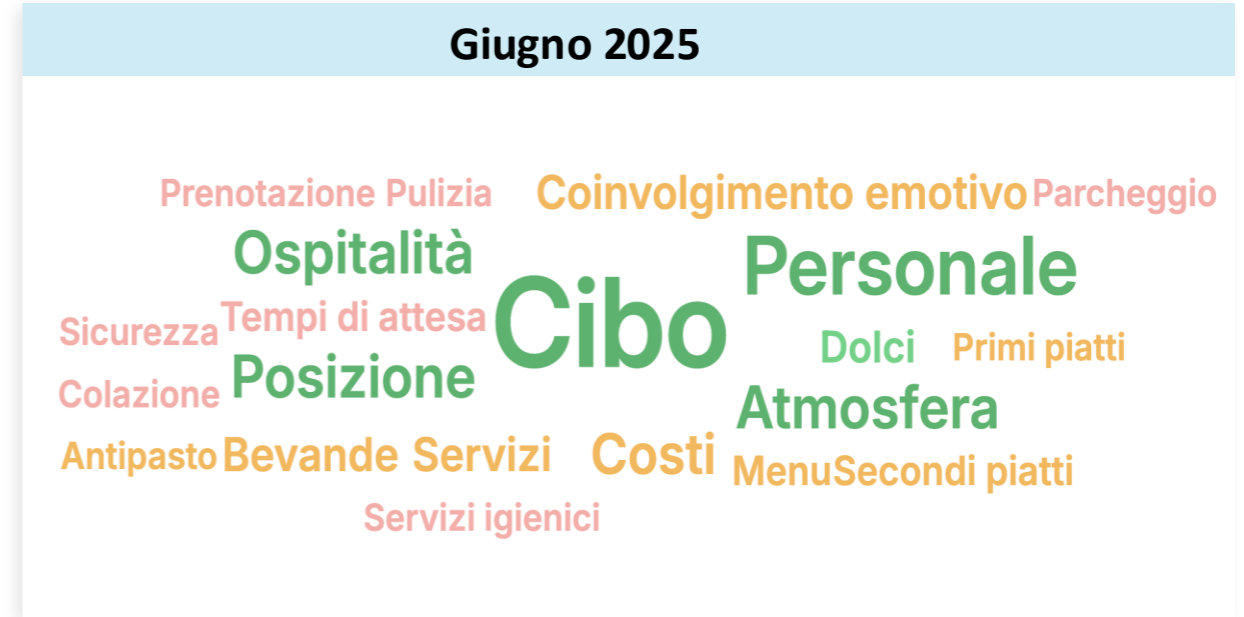 Giugno 2025
Prenotazione Pulizia Coinvolgimento emotivo Parcheggio
Ospitalità Personale
Cibo
Sicurezza Tempi di attesa
Dolci Primi piatti
Colazione Posizione
Atmosfera
Antipasto Bevande Servizi Costi Menu Secondi piatti
Servizi igienici